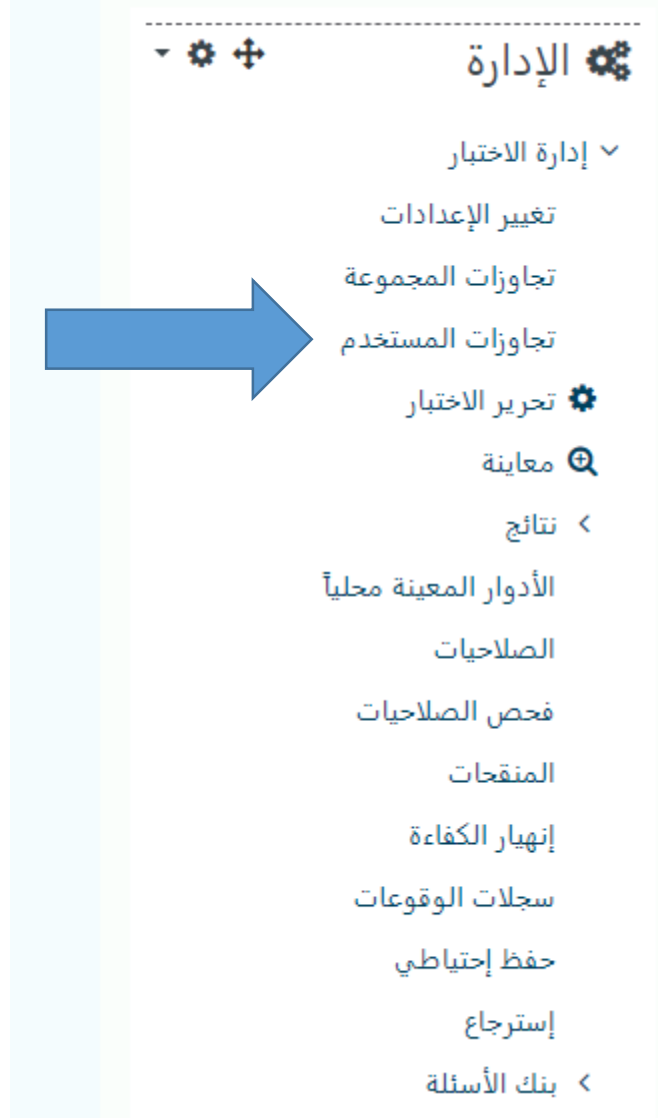 الإدارة
إدارة الاختبار
تغيير الإعدادات
تجاوزات المجموعة
تجاوزات المستخدم
تحرير الاختبار
معاينة
نتائج
الأدوار المعينة محلياً
الصلاحيات
فحص الصلاحيات
المنقحات
إنهيار الكفاءة
سجلات الوقوعات
حفظ إحتياطي
إسترجاع
بنك الأسئلة